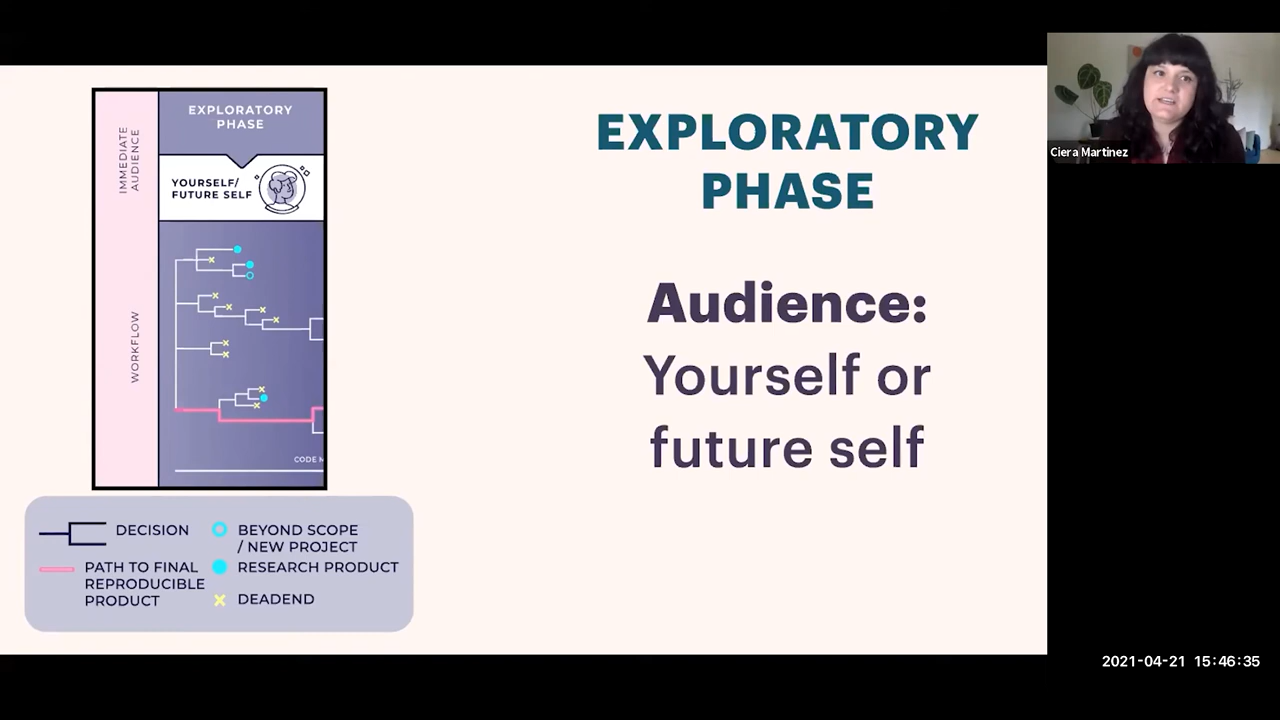 IMMEDIATE
AUDIENCE
EXPLORATORY
PHASE
YOURSELF/
FUTURE SELF
WORKFLOW
CODE M
DECISION
PATH TO FINAL
REPRODUCIBLE
PRODUCT
BEYOND SCOPE
/ NEW PROJECT
RESEARCH PRODUCT
DEADEND
EXPLORATORY
PHASE
Audience:
Yourself or
future self
Ciera Martinez
2021-04-21 15:46:35